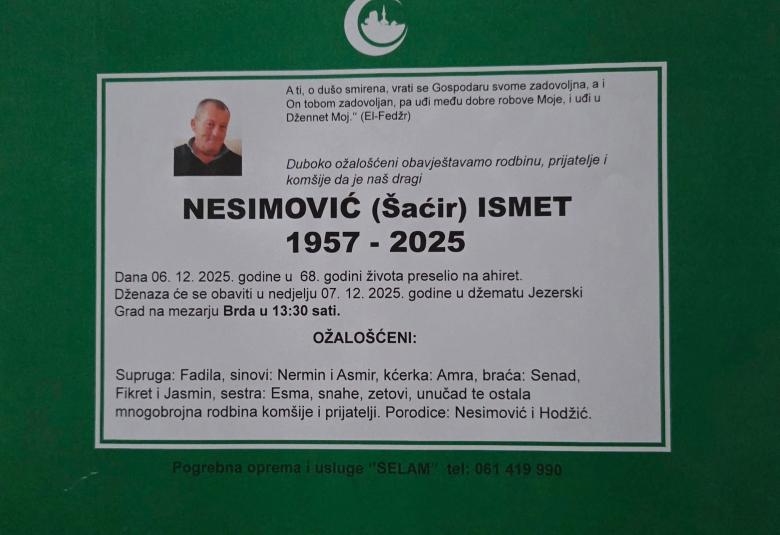 A ti, o dušo smirena, vrati se Gospodaru svome zadovoljna, a i
On tobom zadovoljan, pa uđi među dobre robove Moje, i uđi u
Džennet Moj." (El-Fedžr)
Duboko ožalošćeni obavještavamo rodbinu, prijatelje i
komšije da je naš dragi
NESIMOVIĆ (Šaćir) ISMET
1957 - 2025
Dana 06. 12. 2025. godine u 68. godini života preselio na ahiret.
Dženaza će se obaviti u nedjelju 07. 12. 2025. godine u džematu Jezerski
Grad na mezarju Brda u 13:30 sati.
OŽALOŠĆENI:
Supruga: Fadila, sinovi: Nermin i Asmir, kćerka: Amra, braća: Senad,
Fikret i Jasmin, sestra: Esma, snahe, zetovi, unučad te ostala
mnogobrojna rodbina komšije i prijatelji. Porodice: Nesimović i Hodžić.
Pogrebna oprema i usluge "SELAM" tel: 061 419 990